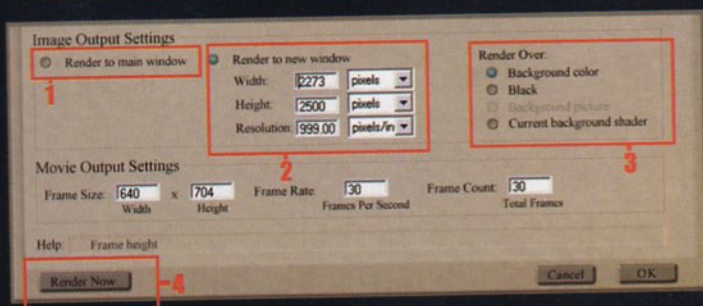 Image Output Settings
Render to main window
1
Render to new window
Width: 2273 pixels
Height: 2500 pixels
Resolution: 999.00 pixels/in
2
Render Over:
Background color
Black
Background picture
Current background shader
3
Movie Output Settings
Frame Size: 640 x 704 Frame Rate: 30 Frame Count: 30
Width Height Frames Per Second Total Frames
Help: Frame height
Render Now 4 Cancel OK